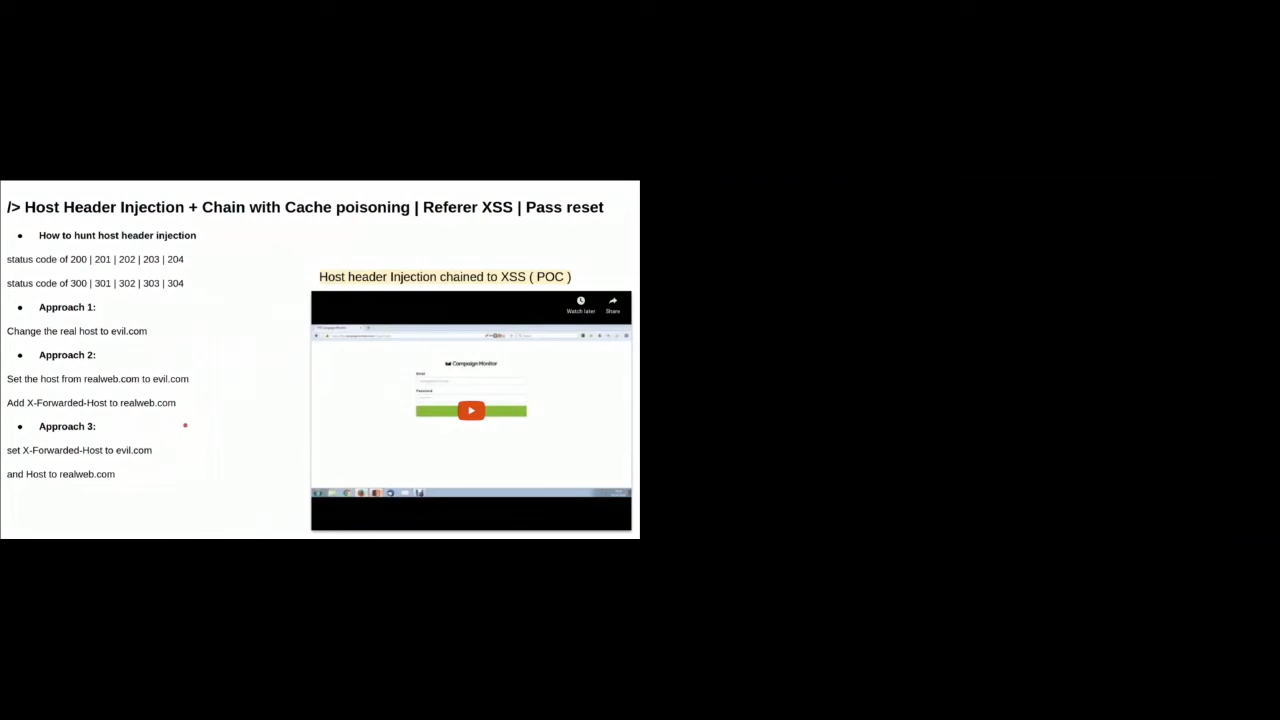 /> Host Header Injection + Chain with Cache poisoning | Referer XSS | Pass reset
● How to hunt host header injection
status code of 200 | 201 | 202 | 203 | 204
status code of 300 | 301 | 302 | 303 | 304
● Approach 1:
Change the real host to evil.com
● Approach 2:
Set the host from realweb.com to evil.com
Add X-Forwarded-Host to realweb.com
● Approach 3:
set X-Forwarded-Host to evil.com
and Host to realweb.com
Host header Injection chained to XSS ( POC )
Watch later Share
Campaign Monitor
Email
Password